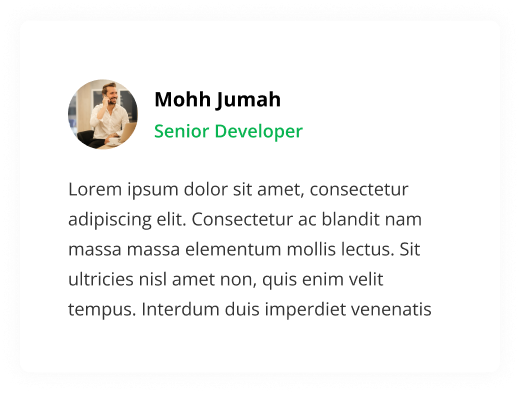 Mohh Jumah
Senior Developer
Lorem ipsum dolor sit amet, consectetur
adipiscing elit. Consectetur ac blandit nam
massa massa elementum mollis lectus. Sit
ultricies nisl amet non, quis enim velit
tempus. Interdum duis imperdiet venenatis